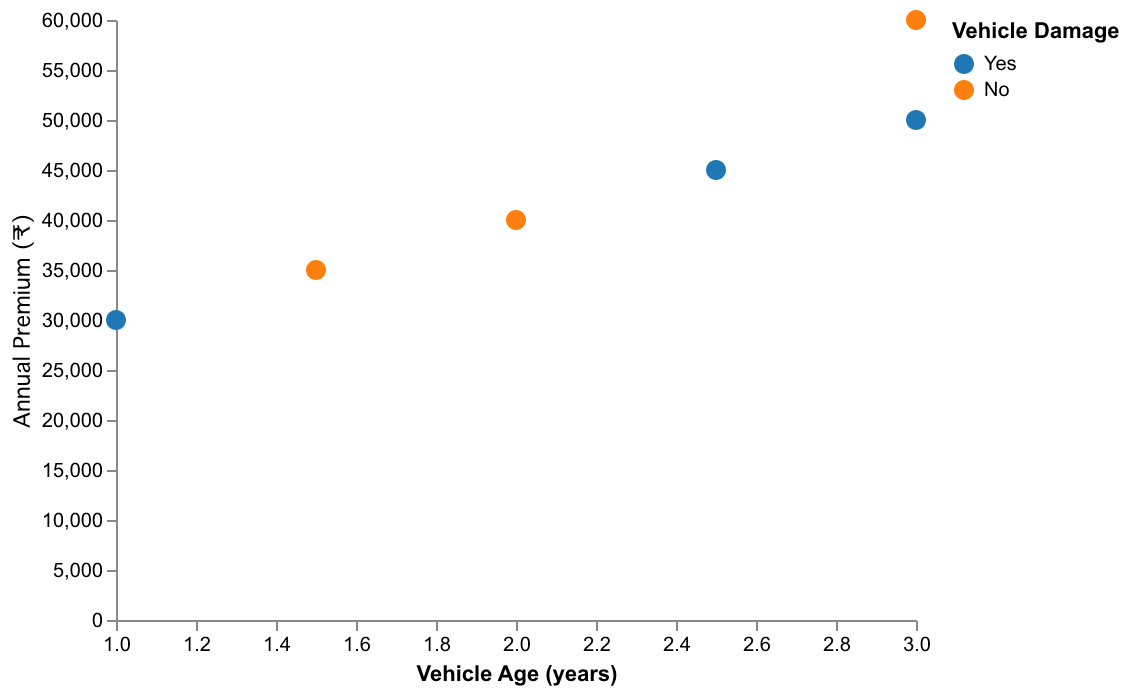 60,000
55,000
50,000
45,000
40,000
35,000
30,000
25,000
20,000
15,000
10,000
5,000
0
Annual Premium (₹)
1.0 1.2 1.4 1.6 1.8 2.0 2.2 2.4 2.6 2.8 3.0
Vehicle Age (years)
Vehicle Damage
Yes
No